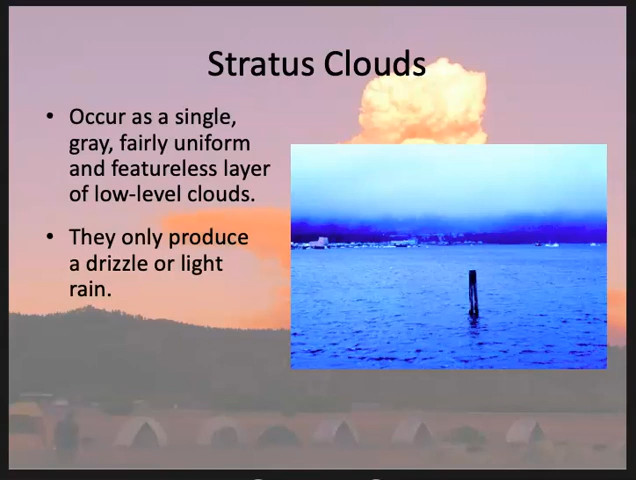 Stratus Clouds
• Occur as a single,
gray, fairly uniform
and featureless layer
of low-level clouds.
• They only produce
a drizzle or light
rain.